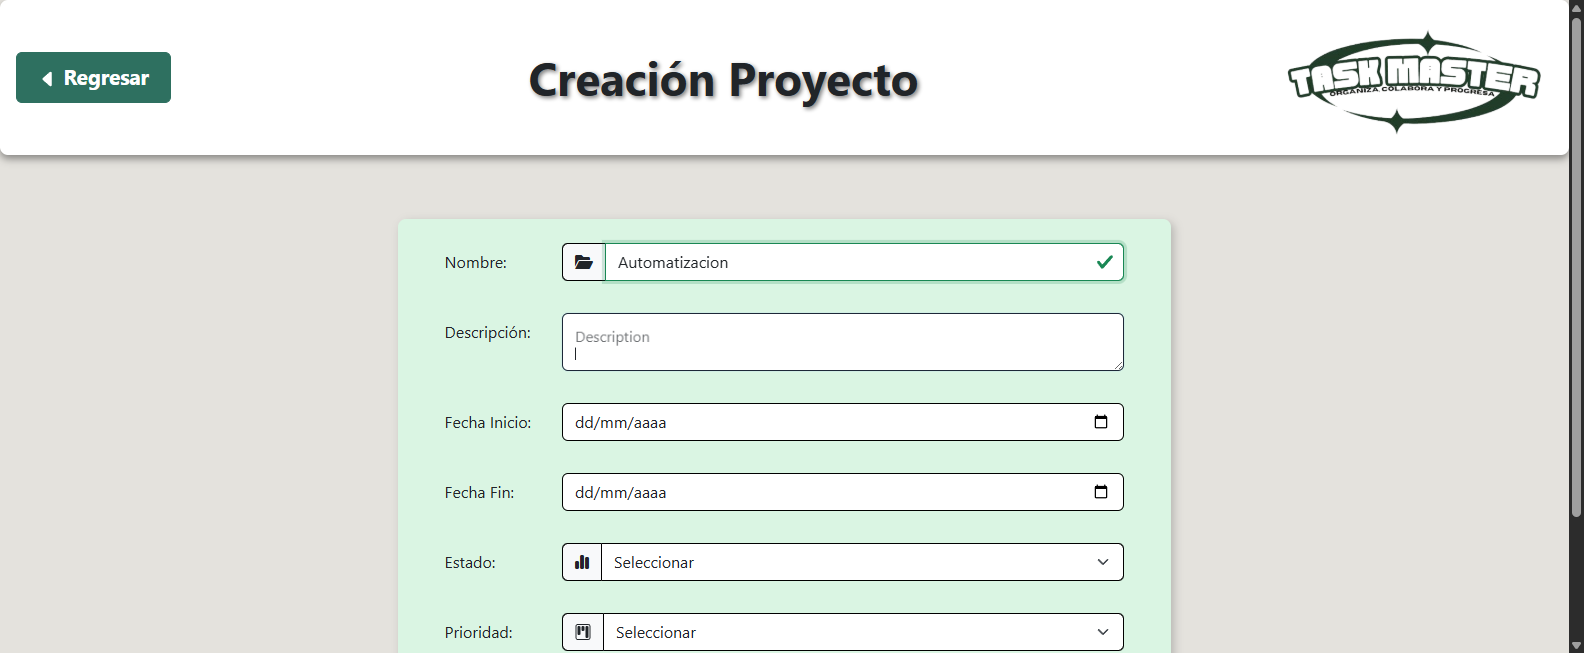 Regresar
Creación Proyecto
TASK MASTER
ORGANIZA COLABORA Y PROGRESA
Nombre:
Automatizacion
Descripción:
Description
Fecha Inicio:
dd/mm/aaaa
Fecha Fin:
dd/mm/aaaa
Estado:
Seleccionar
Prioridad:
Seleccionar